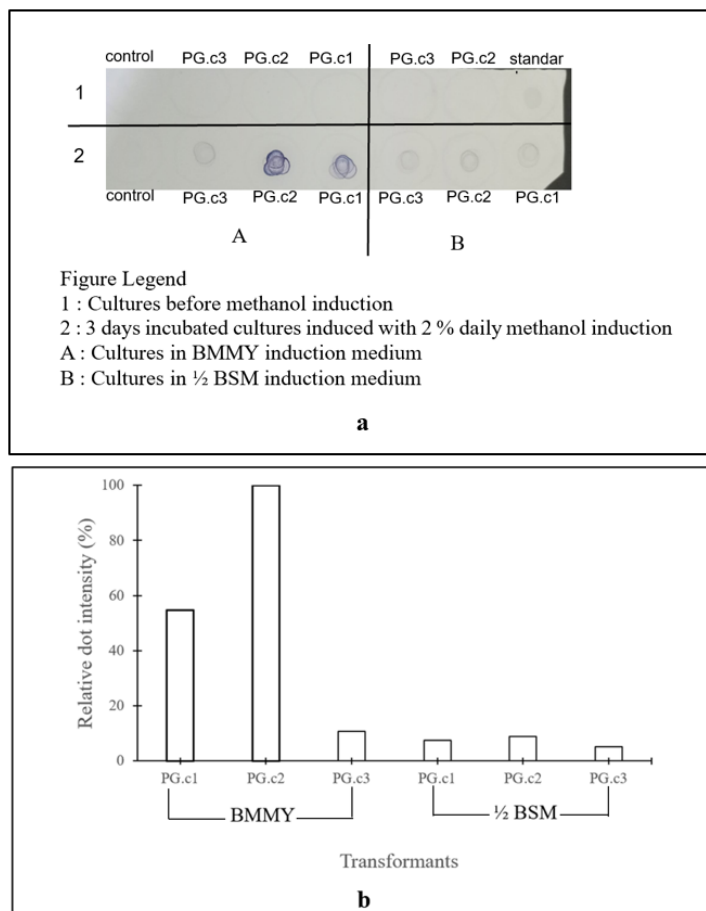 control PG.c3 PG.c2 PG.c1 PG.c3 PG.c2 standar
1
2
control PG.c3 PG.c2 PG.c1 PG.c3 PG.c2 PG.c1
A B
Figure Legend
1 : Cultures before methanol induction
2 : 3 days incubated cultures induced with 2 % daily methanol induction
A : Cultures in BMMY induction medium
B : Cultures in ½ BSM induction medium
a
Relative dot intensity (%)
100
80
60
40
20
0
PG.c1 PG.c2 PG.c3 PG.c1 PG.c2 PG.c3
BMMY ½ BSM
Transformants
b